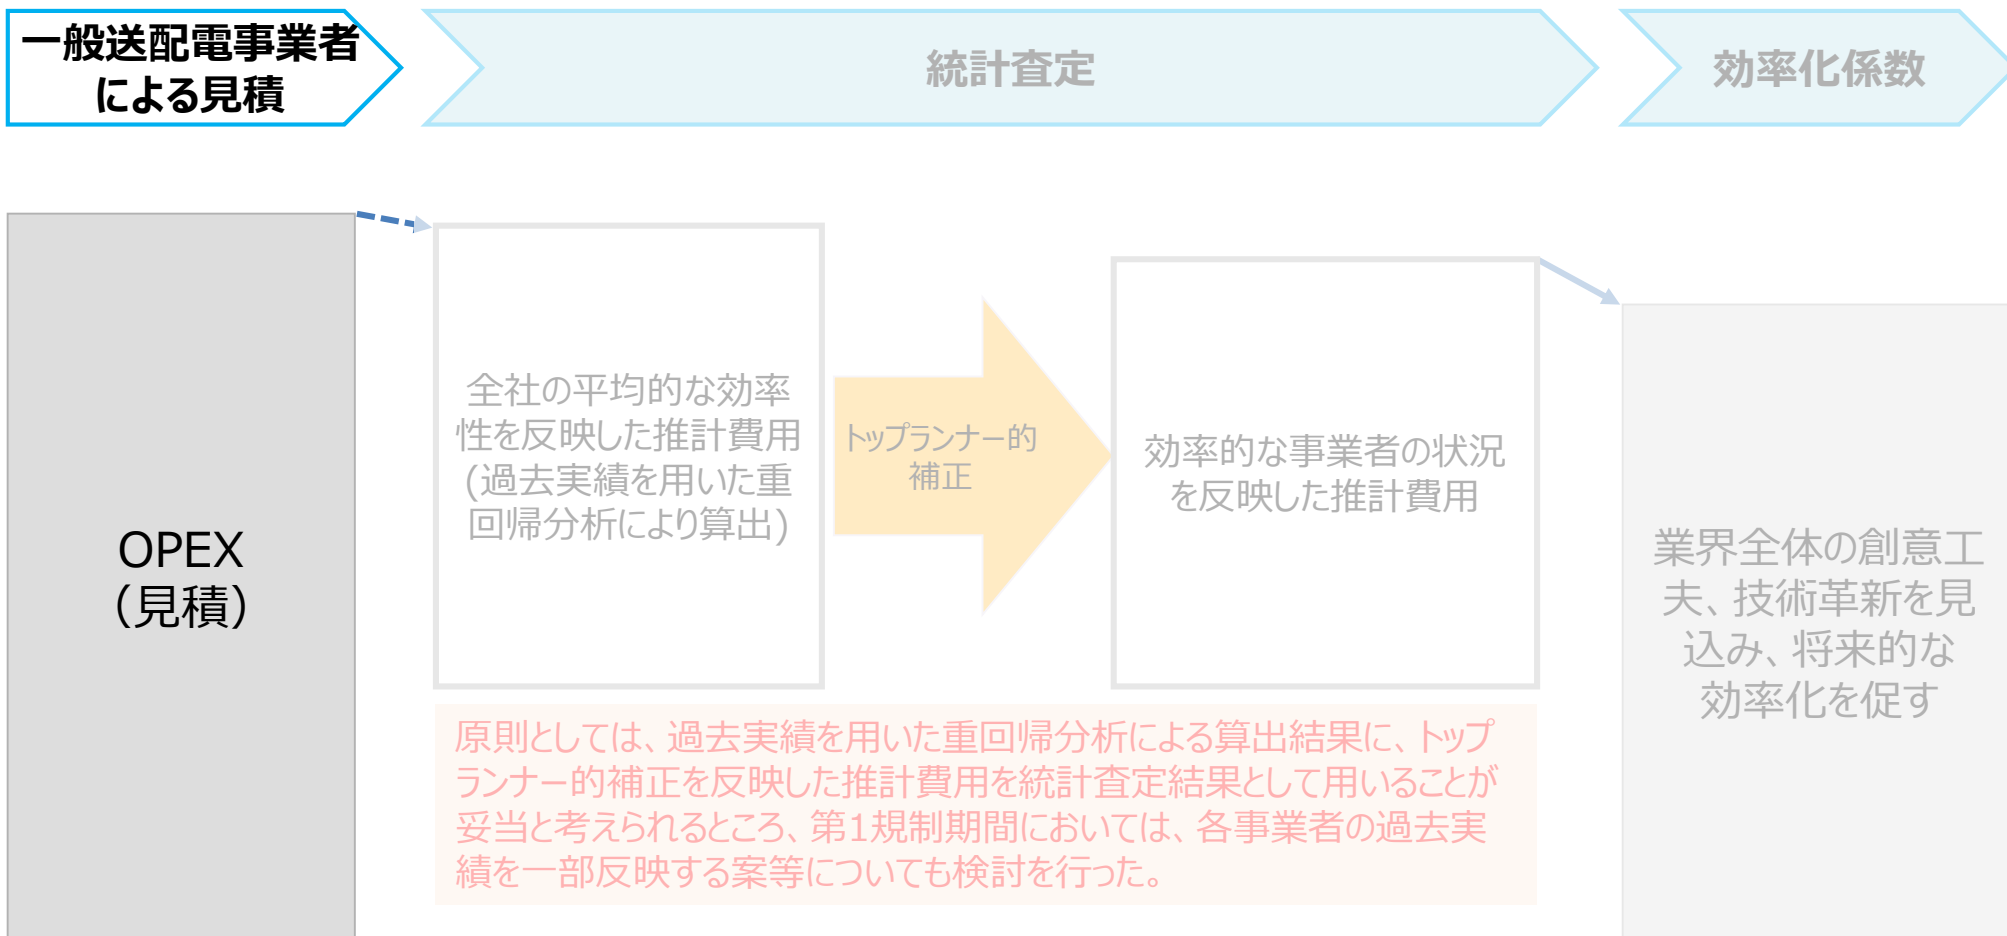 一般送配電事業者
による見積
統計査定
効率化係数
OPEX
（見積）
全社の平均的な効率
性を反映した推計費用
(過去実績を用いた重
回帰分析により算出)
トップランナー的
補正
効率的な事業者の状況
を反映した推計費用
業界全体の創意工
夫、技術革新を見
込み、将来的な
効率化を促す
原則としては、過去実績を用いた重回帰分析による算出結果に、トップ
ランナー的補正を反映した推計費用を統計査定結果として用いることが
妥当と考えられるところ、第1規制期間においては、各事業者の過去実
績を一部反映する案等についても検討を行った。